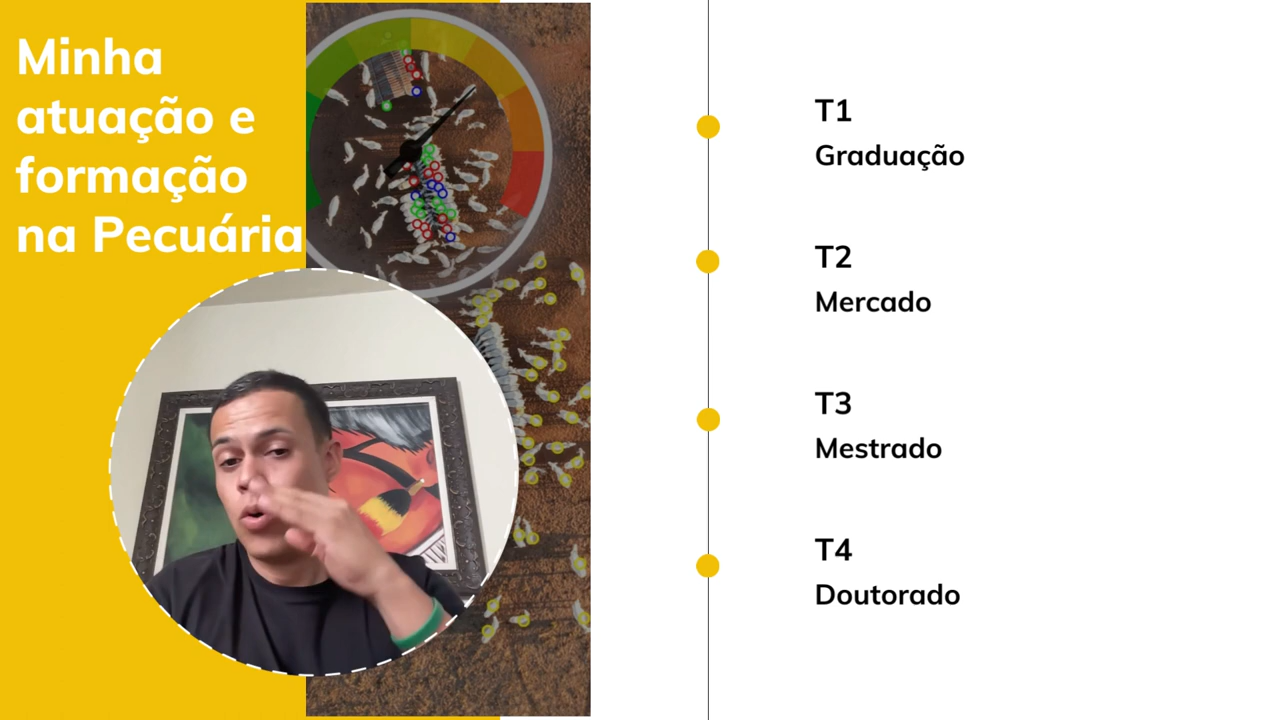 Minha
atuação e
formação
na Pecuária
T1
Graduação
T2
Mercado
T3
Mestrado
T4
Doutorado